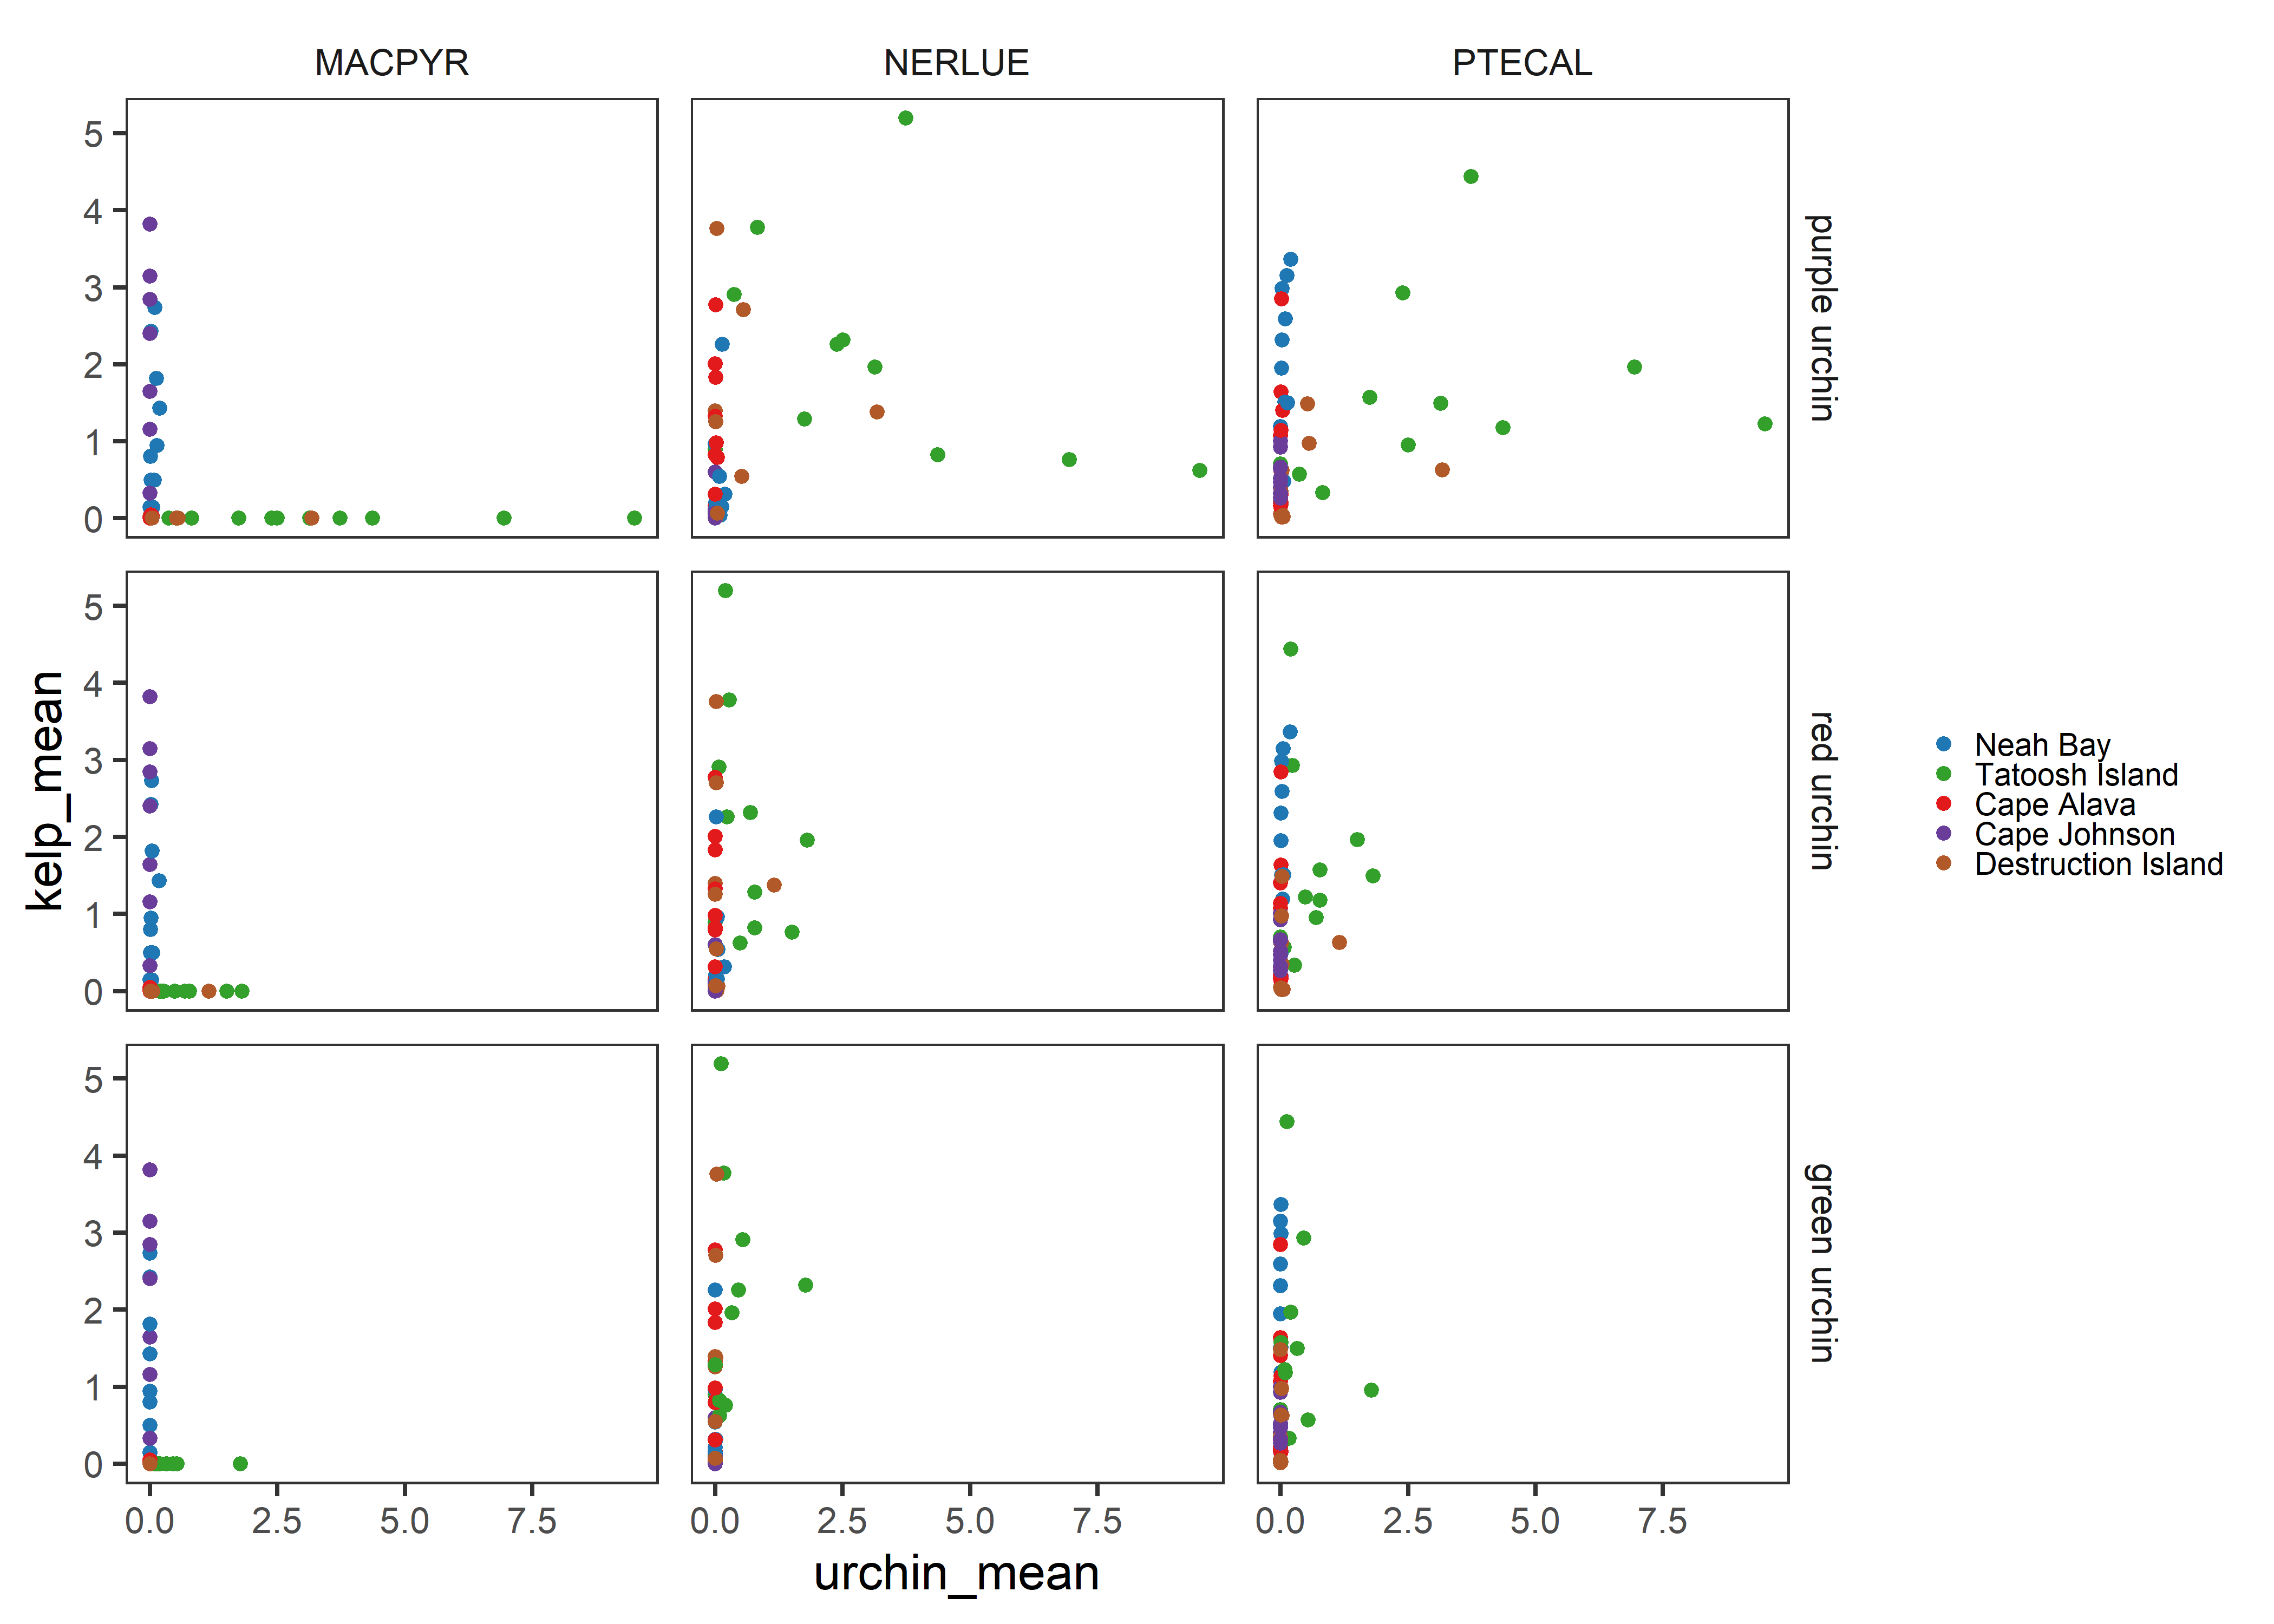 MACPYR NERLUE PTECAL
5
4
3
2
1
0
purple urchin
5
4
3
2
1
0
red urchin
5
4
3
2
1
0
green urchin
kelp_mean
0.0 2.5 5.0 7.5 0.0 2.5 5.0 7.5 0.0 2.5 5.0 7.5
urchin_mean
Neah Bay
Tatoosh Island
Cape Alava
Cape Johnson
Destruction Island